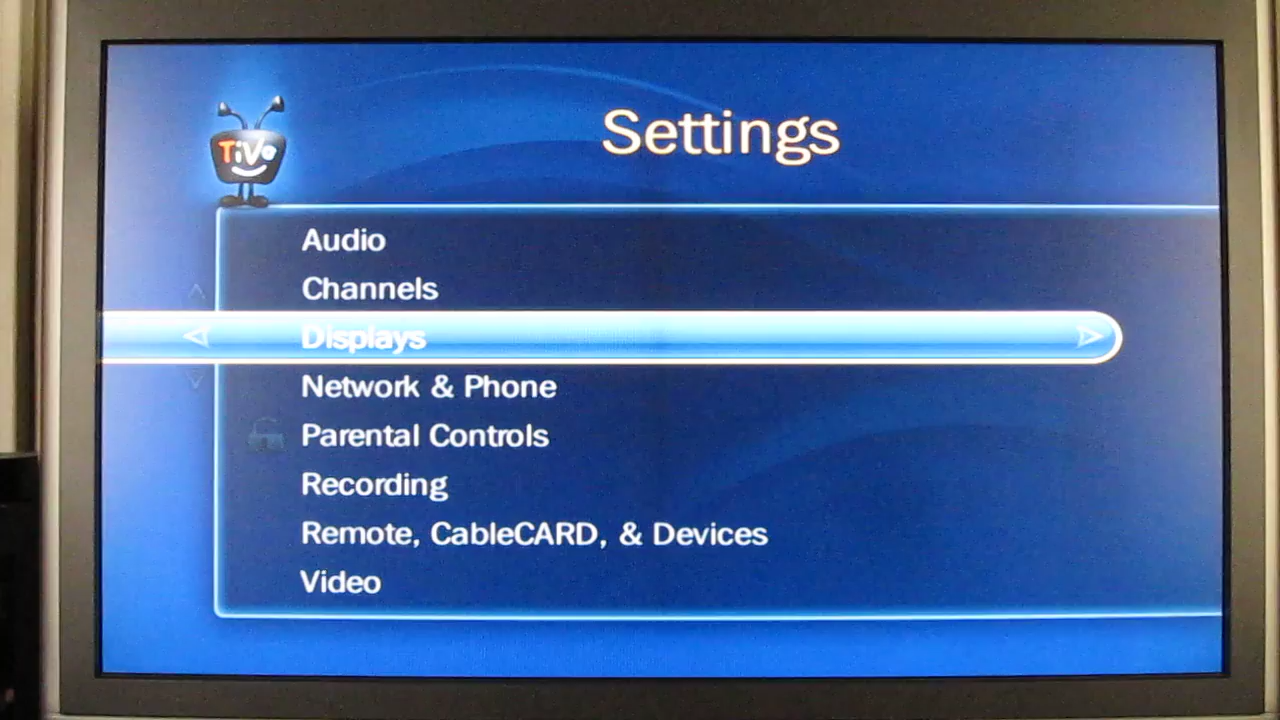 TiVo
Settings
Audio
Channels
Displays
Network & Phone
Parental Controls
Recording
Remote, CableCARD, & Devices
Video